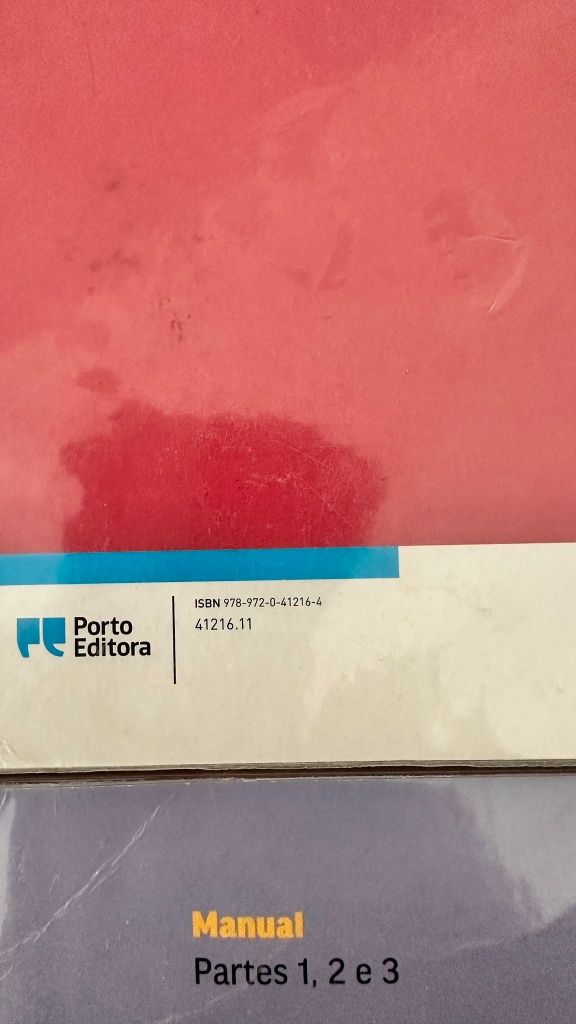 Porto
Editora
ISBN 978-972-0-41216-4
41216.11
Manual
Partes 1, 2 e 3